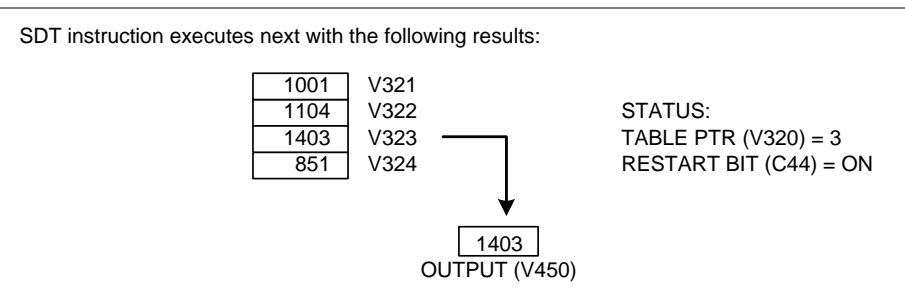 SDT instruction executes next with the following results:
1001 V321
1104 V322 STATUS:
1403 V323 TABLE PTR (V320) = 3
851 V324 RESTART BIT (C44) = ON
1403
OUTPUT (V450)